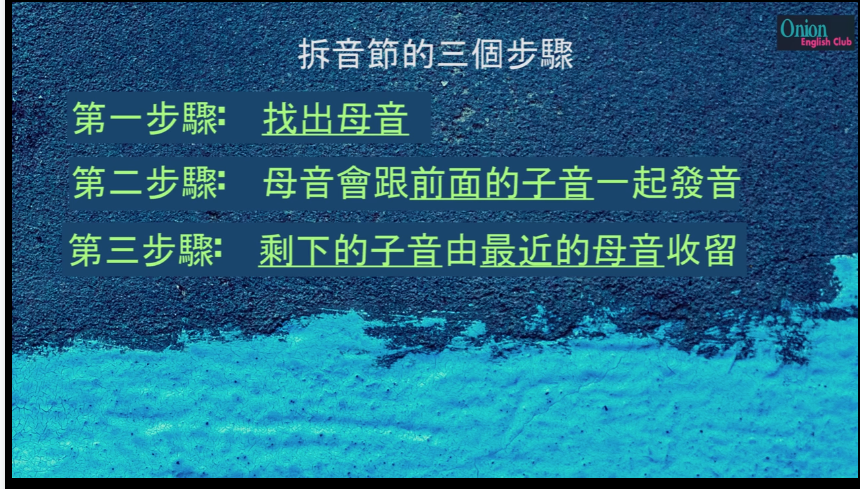 Onion
English Club
拆音節的三個步驟
第一步驟: 找出母音
第二步驟: 母音會跟前面的子音一起發音
第三步驟: 剩下的子音由最近的母音收留